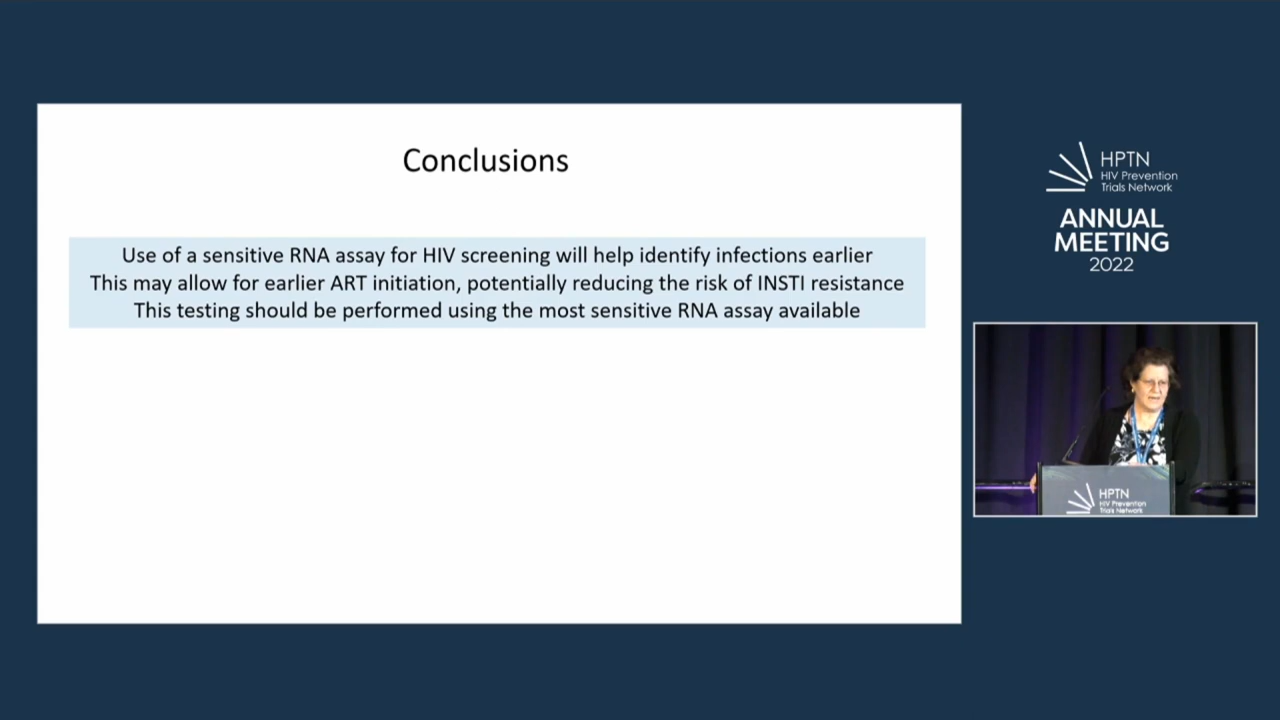 Conclusions
Use of a sensitive RNA assay for HIV screening will help identify infections earlier
This may allow for earlier ART initiation, potentially reducing the risk of INSTI resistance
This testing should be performed using the most sensitive RNA assay available
HPTN
HIV Prevention
Trials Network
ANNUAL
MEETING
2022
HPTN
HIV Prevention
Trials Network